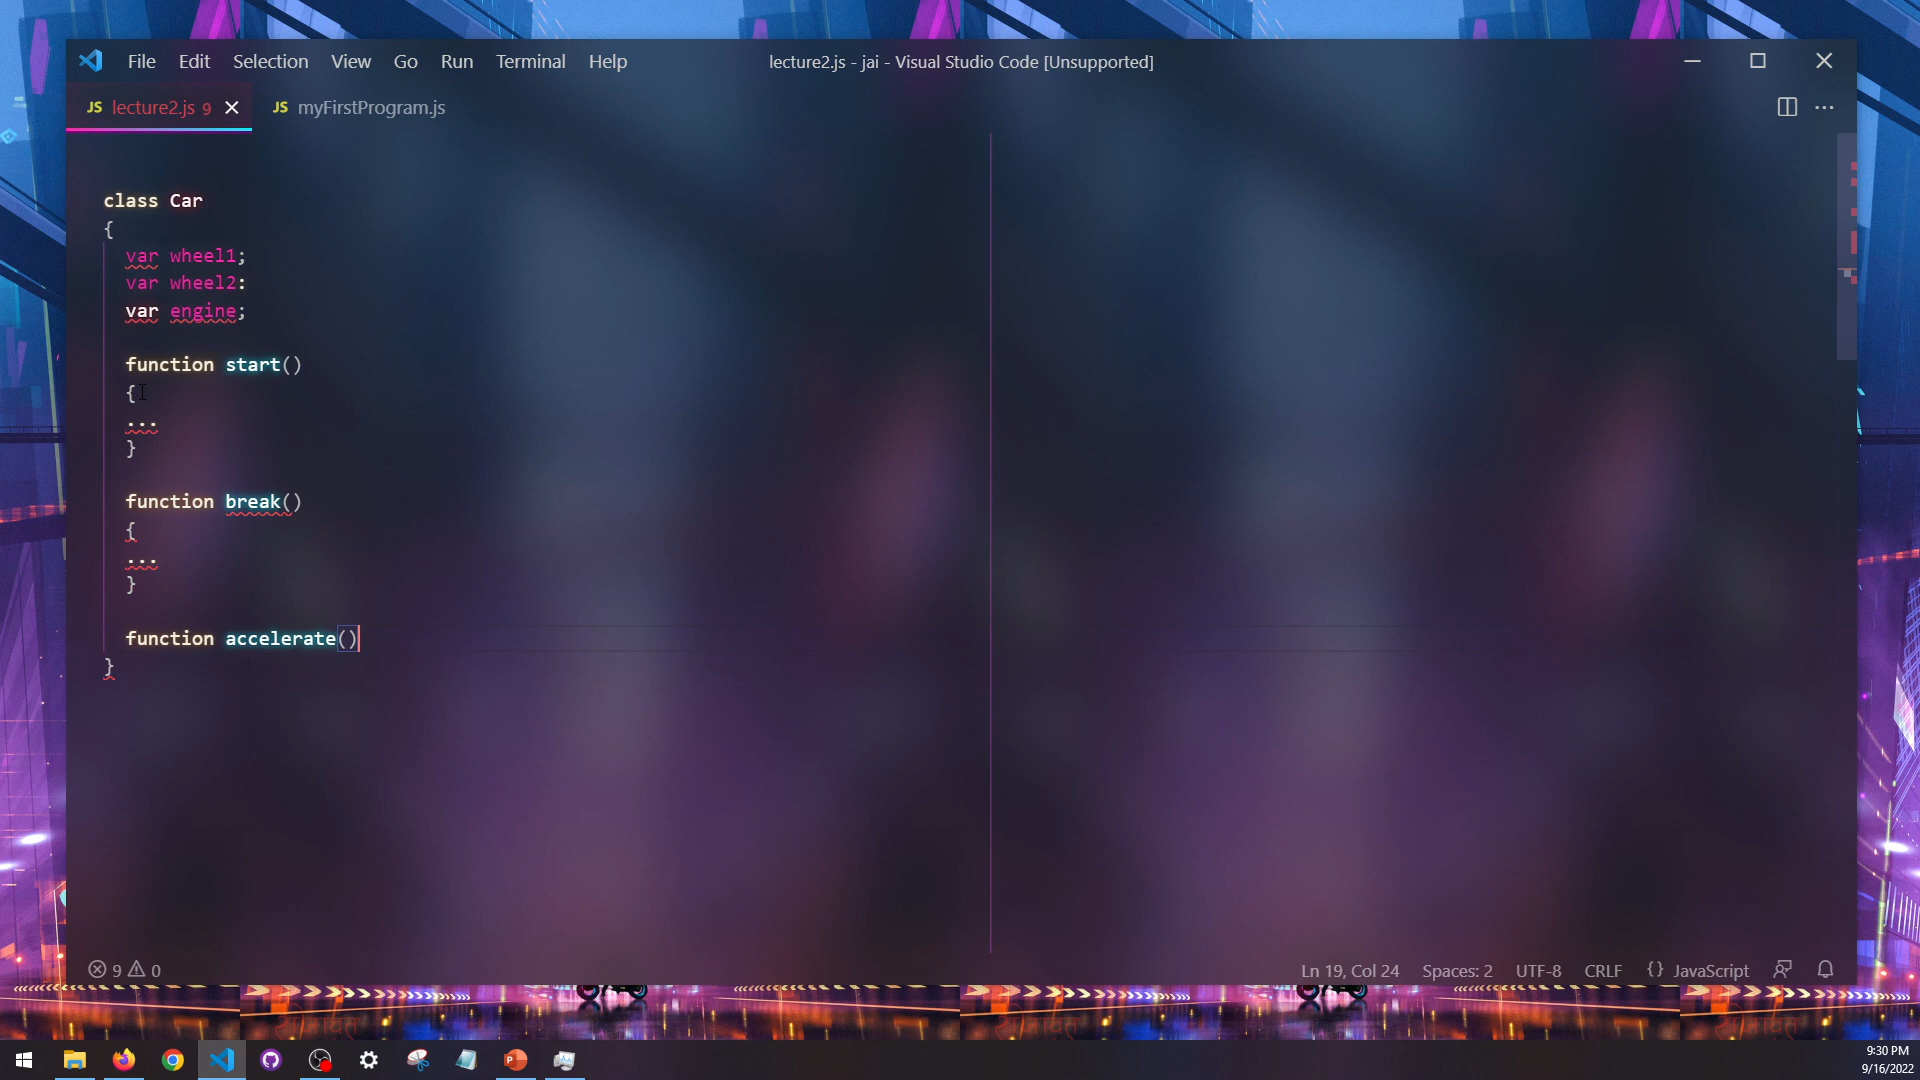 File Edit Selection View Go Run Terminal Help lecture2.js - jai - Visual Studio Code [Unsupported]
JS lecture2.js 9 JS myFirstProgram.js
class Car
{
var wheel1;
var wheel2:
var engine;
function start()
{
...
}
function break()
{
...
}
function accelerate()
}
9 0 Ln 19, Col 24 Spaces: 2 UTF-8 CRLF {} JavaScript
9:30 PM
9/16/2022